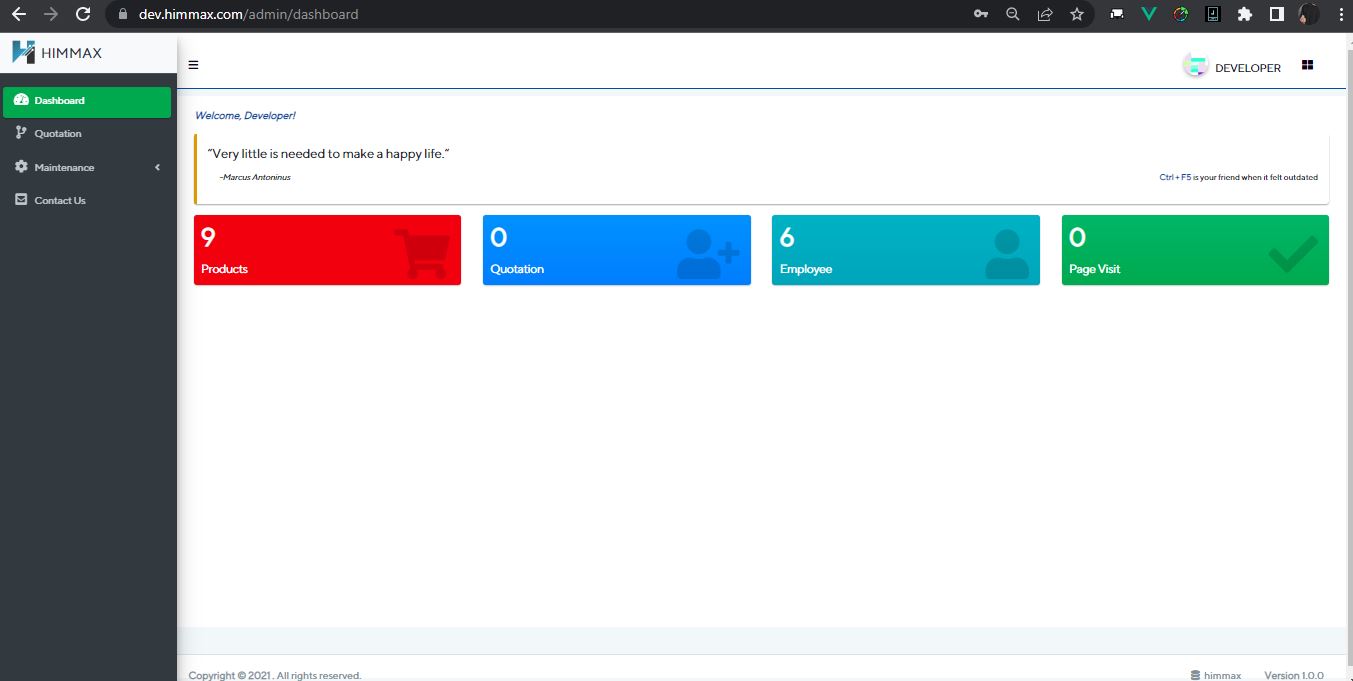 dev.himmax.com/admin/dashboard
HIMMAX
DEVELOPER
Dashboard
Quotation
Maintenance
Contact Us
Welcome, Developer!
“Very little is needed to make a happy life.”
-Marcus Antoninus
Ctrl + F5 is your friend when it felt outdated
9
Products
0
Quotation
6
Employee
0
Page Visit
Copyright © 2021 . All rights reserved.
himmax Version 1.0.0